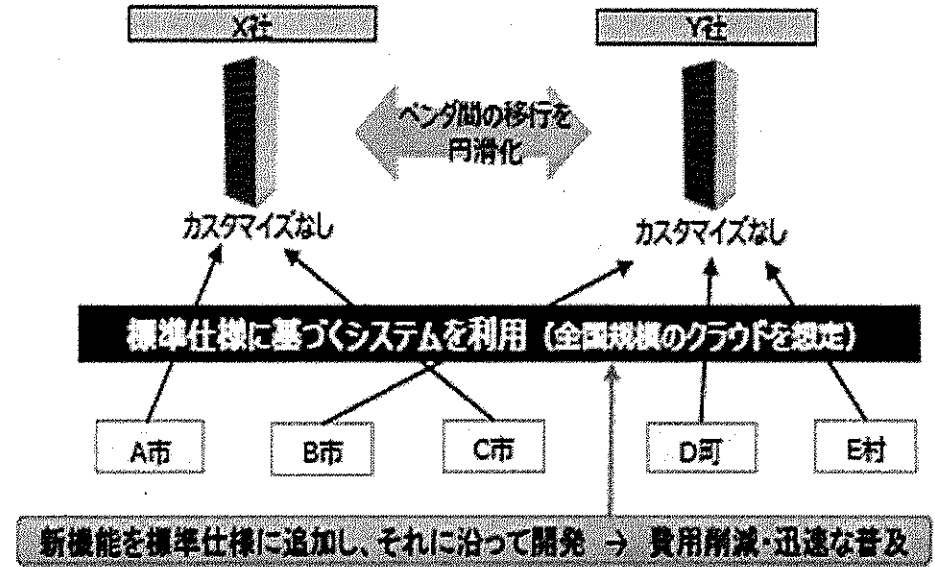 X社
Y社
ベンダ間の移行を
円滑化
カスタマイズなし
カスタマイズなし
標準仕様に基づくシステムを利用（全国規模のクラウドを想定）
A市
B市
C市
D町
E村
新機能を標準仕様に追加し、それに沿って開発 → 費用削減・迅速な普及